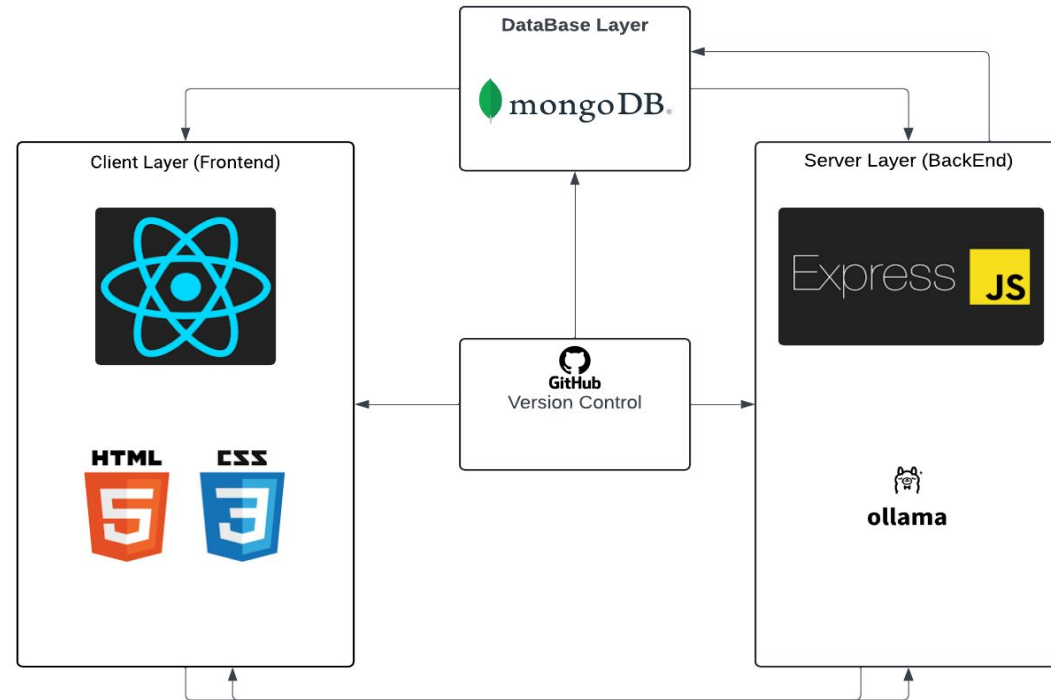 DataBase Layer
mongoDB®
Client Layer (Frontend)
Server Layer (BackEnd)
Express JS
GitHub
Version Control
HTML
5
CSS
3
ollama